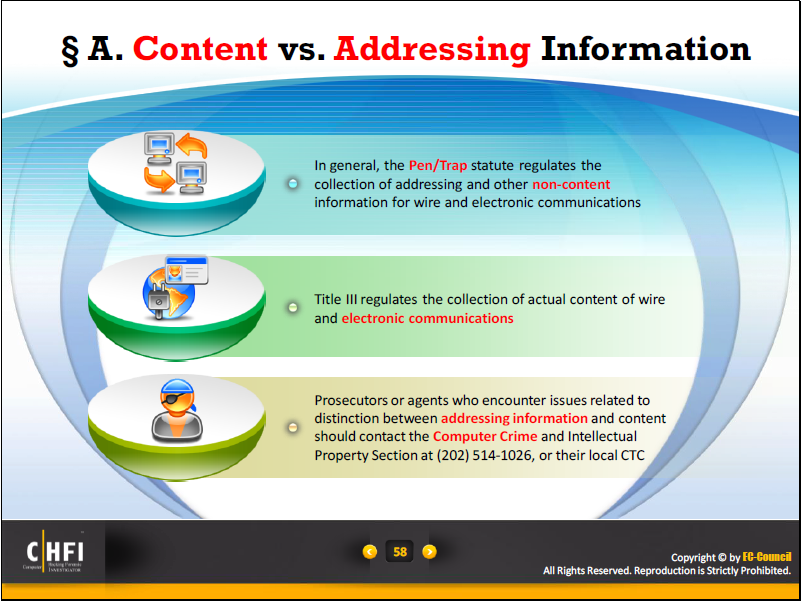 § A. Content vs. Addressing Information
In general, the Pen/Trap statute regulates the
collection of addressing and other non-content
information for wire and electronic communications
Title III regulates the collection of actual content of wire
and electronic communications
Prosecutors or agents who encounter issues related to
distinction between addressing information and content
should contact the Computer Crime and Intellectual
Property Section at (202) 514-1026, or their local CTC
CHFI
Computer Hacking Forensic
INVESTIGATOR
58
Copyright © by EC-Council
All Rights Reserved. Reproduction is Strictly Prohibited.